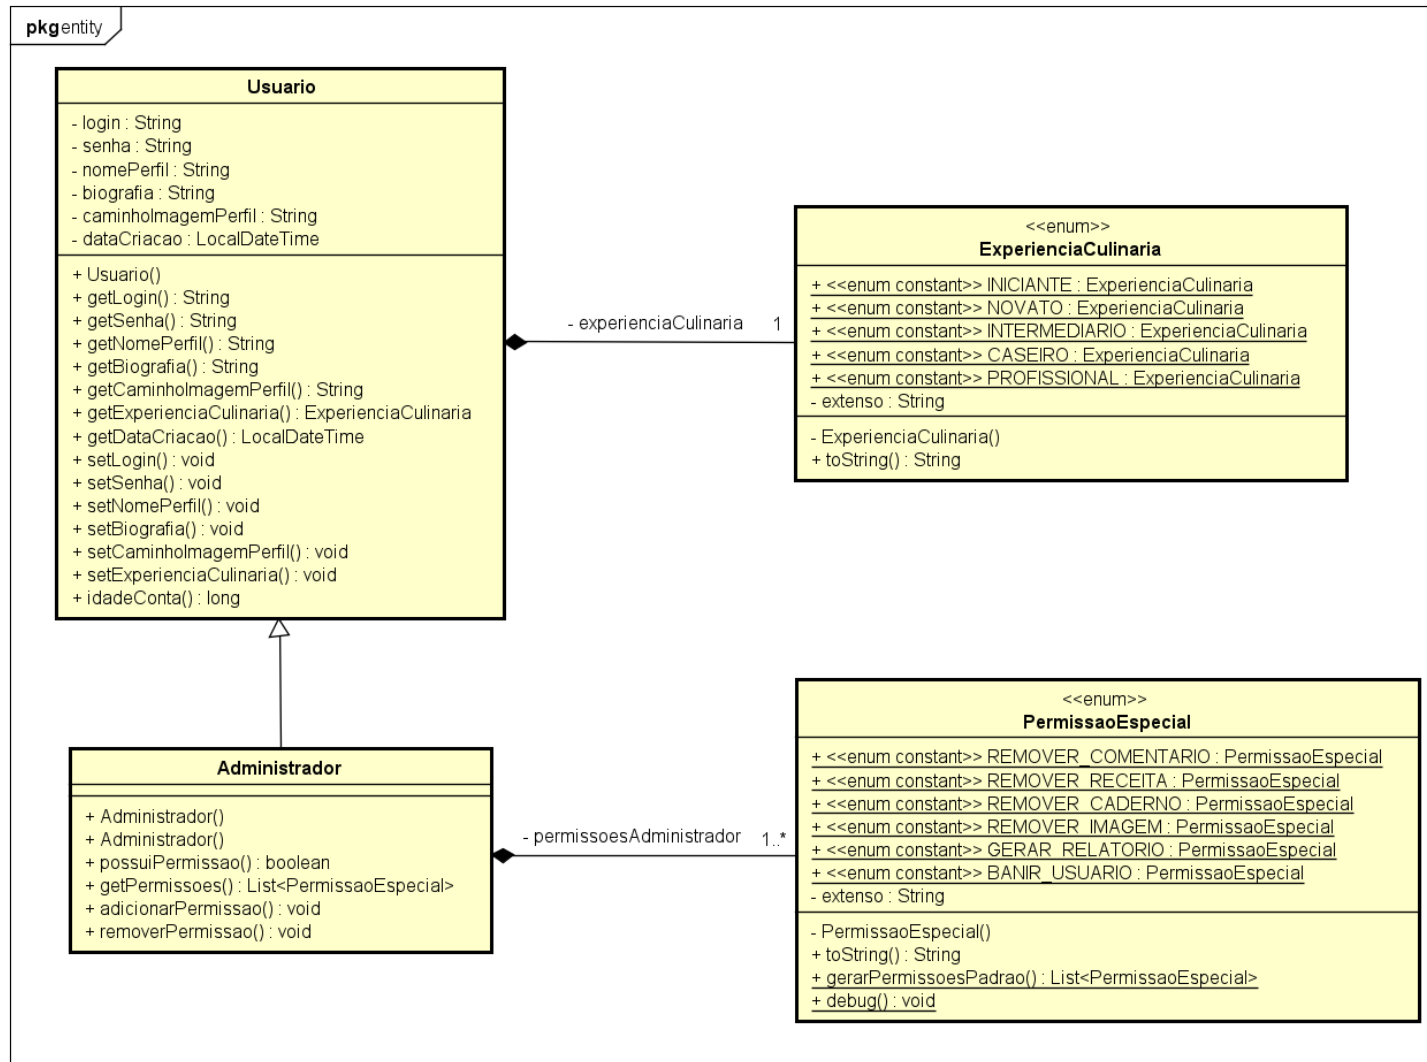 pkg entity
Usuario
- login : String
- senha : String
- nomePerfil : String
- biografia : String
- caminhoImagemPerfil : String
- dataCriacao : LocalDateTime
+ Usuario()
+ getLogin() : String
+ getSenha() : String
+ getNomePerfil() : String
+ getBiografia() : String
+ getCaminhoImagemPerfil() : String
+ getExperienciaCulinaria() : ExperienciaCulinaria
+ getDataCriacao() : LocalDateTime
+ setLogin() : void
+ setSenha() : void
+ setNomePerfil() : void
+ setBiografia() : void
+ setCaminhoImagemPerfil() : void
+ setExperienciaCulinaria() : void
+ idadeConta() : long
- experienciaCulinaria 1
<<enum>>
ExperienciaCulinaria
+ <<enum constant>> INICIANTE : ExperienciaCulinaria
+ <<enum constant>> NOVATO : ExperienciaCulinaria
+ <<enum constant>> INTERMEDIARIO : ExperienciaCulinaria
+ <<enum constant>> CASEIRO : ExperienciaCulinaria
+ <<enum constant>> PROFISSIONAL : ExperienciaCulinaria
- extenso : String
- ExperienciaCulinaria()
+ toString() : String
Administrador
+ Administrador()
+ Administrador()
+ possuiPermissao() : boolean
+ getPermissoes() : List<PermissaoEspecial>
+ adicionarPermissao() : void
+ removerPermissao() : void
- permissoesAdministrador 1..*
<<enum>>
PermissaoEspecial
+ <<enum constant>> REMOVER_COMENTARIO : PermissaoEspecial
+ <<enum constant>> REMOVER_RECEITA : PermissaoEspecial
+ <<enum constant>> REMOVER_CADERNO : PermissaoEspecial
+ <<enum constant>> REMOVER_IMAGEM : PermissaoEspecial
+ <<enum constant>> GERAR_RELATORIO : PermissaoEspecial
+ <<enum constant>> BANIR_USUARIO : PermissaoEspecial
- extenso : String
- PermissaoEspecial()
+ toString() : String
+ gerarPermissoesPadrao() : List<PermissaoEspecial>
+ debug() : void